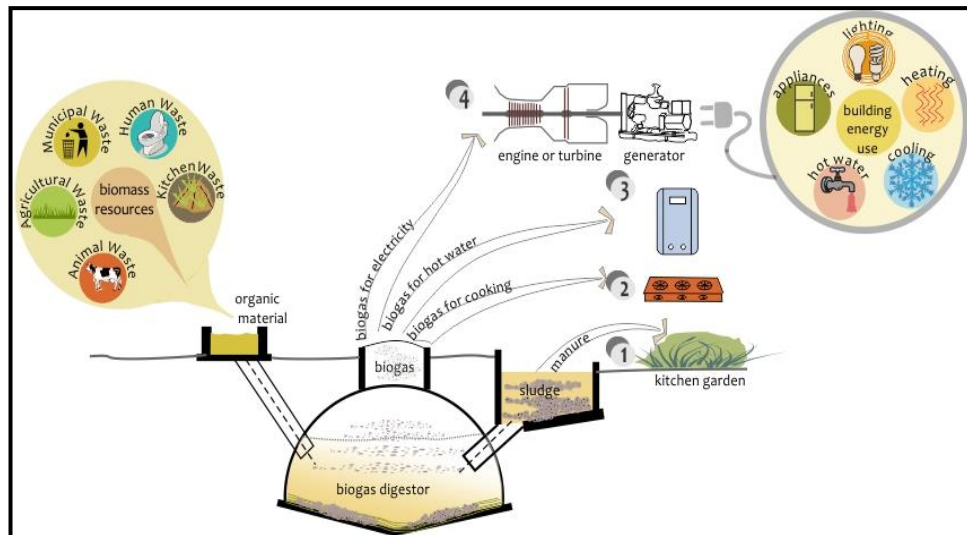 Municipal Waste
Human Waste
Kitchen Waste
Agricultural Waste
Animal Waste
biomass
resources
organic
material
4
engine or turbine
generator
lighting
appliances
heating
building
energy
use
hot water
cooling
3
biogas for electricity
biogas for hot water
biogas for cooking
2
manure
1
kitchen garden
biogas
sludge
biogas digestor